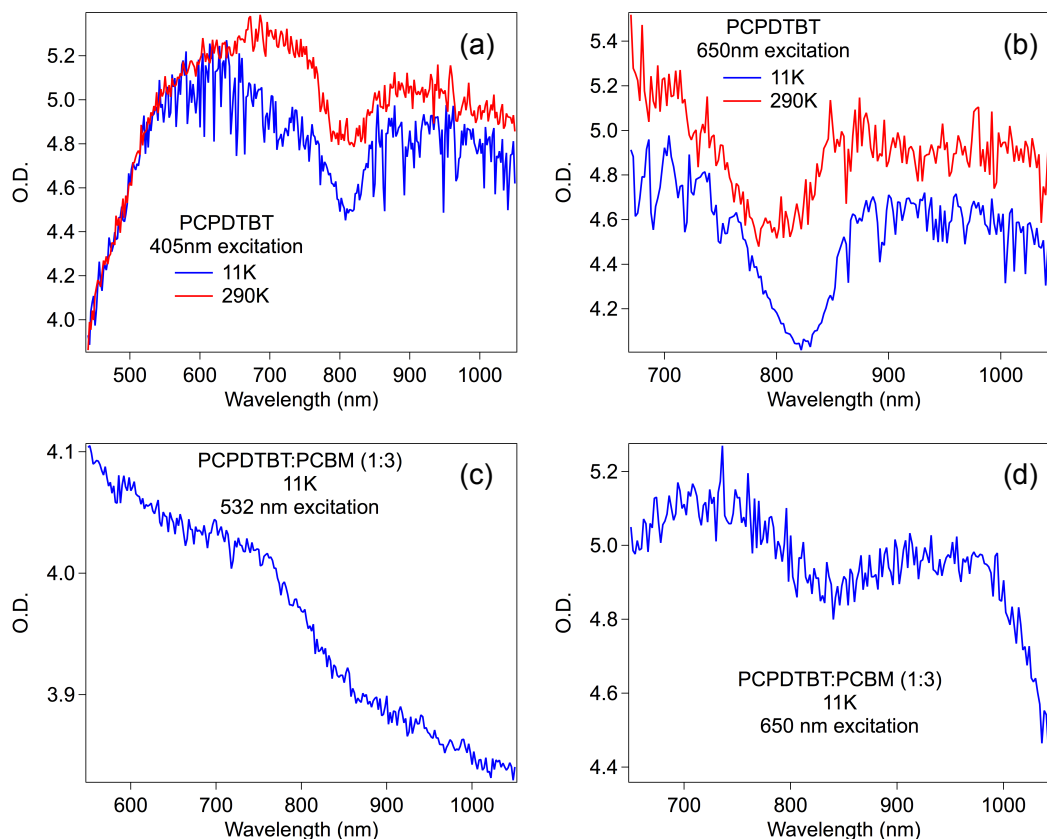 (a)
5.2
5.0
4.8
4.6
4.4
4.2
4.0
O.D.
PCPDTBT
405nm excitation
11K
290K
500
600
700
800
900
1000
Wavelength (nm)
(b)
PCPDTBT
650nm excitation
11K
290K
5.4
5.2
5.0
4.8
4.6
4.4
4.2
O.D.
700
800
900
1000
Wavelength (nm)
(c)
PCPDTBT:PCBM (1:3)
11K
532 nm excitation
4.1
4.0
3.9
O.D.
600
700
800
900
1000
Wavelength (nm)
(d)
5.2
5.0
4.8
4.6
4.4
O.D.
PCPDTBT:PCBM (1:3)
11K
650 nm excitation
700
800
900
1000
Wavelength (nm)